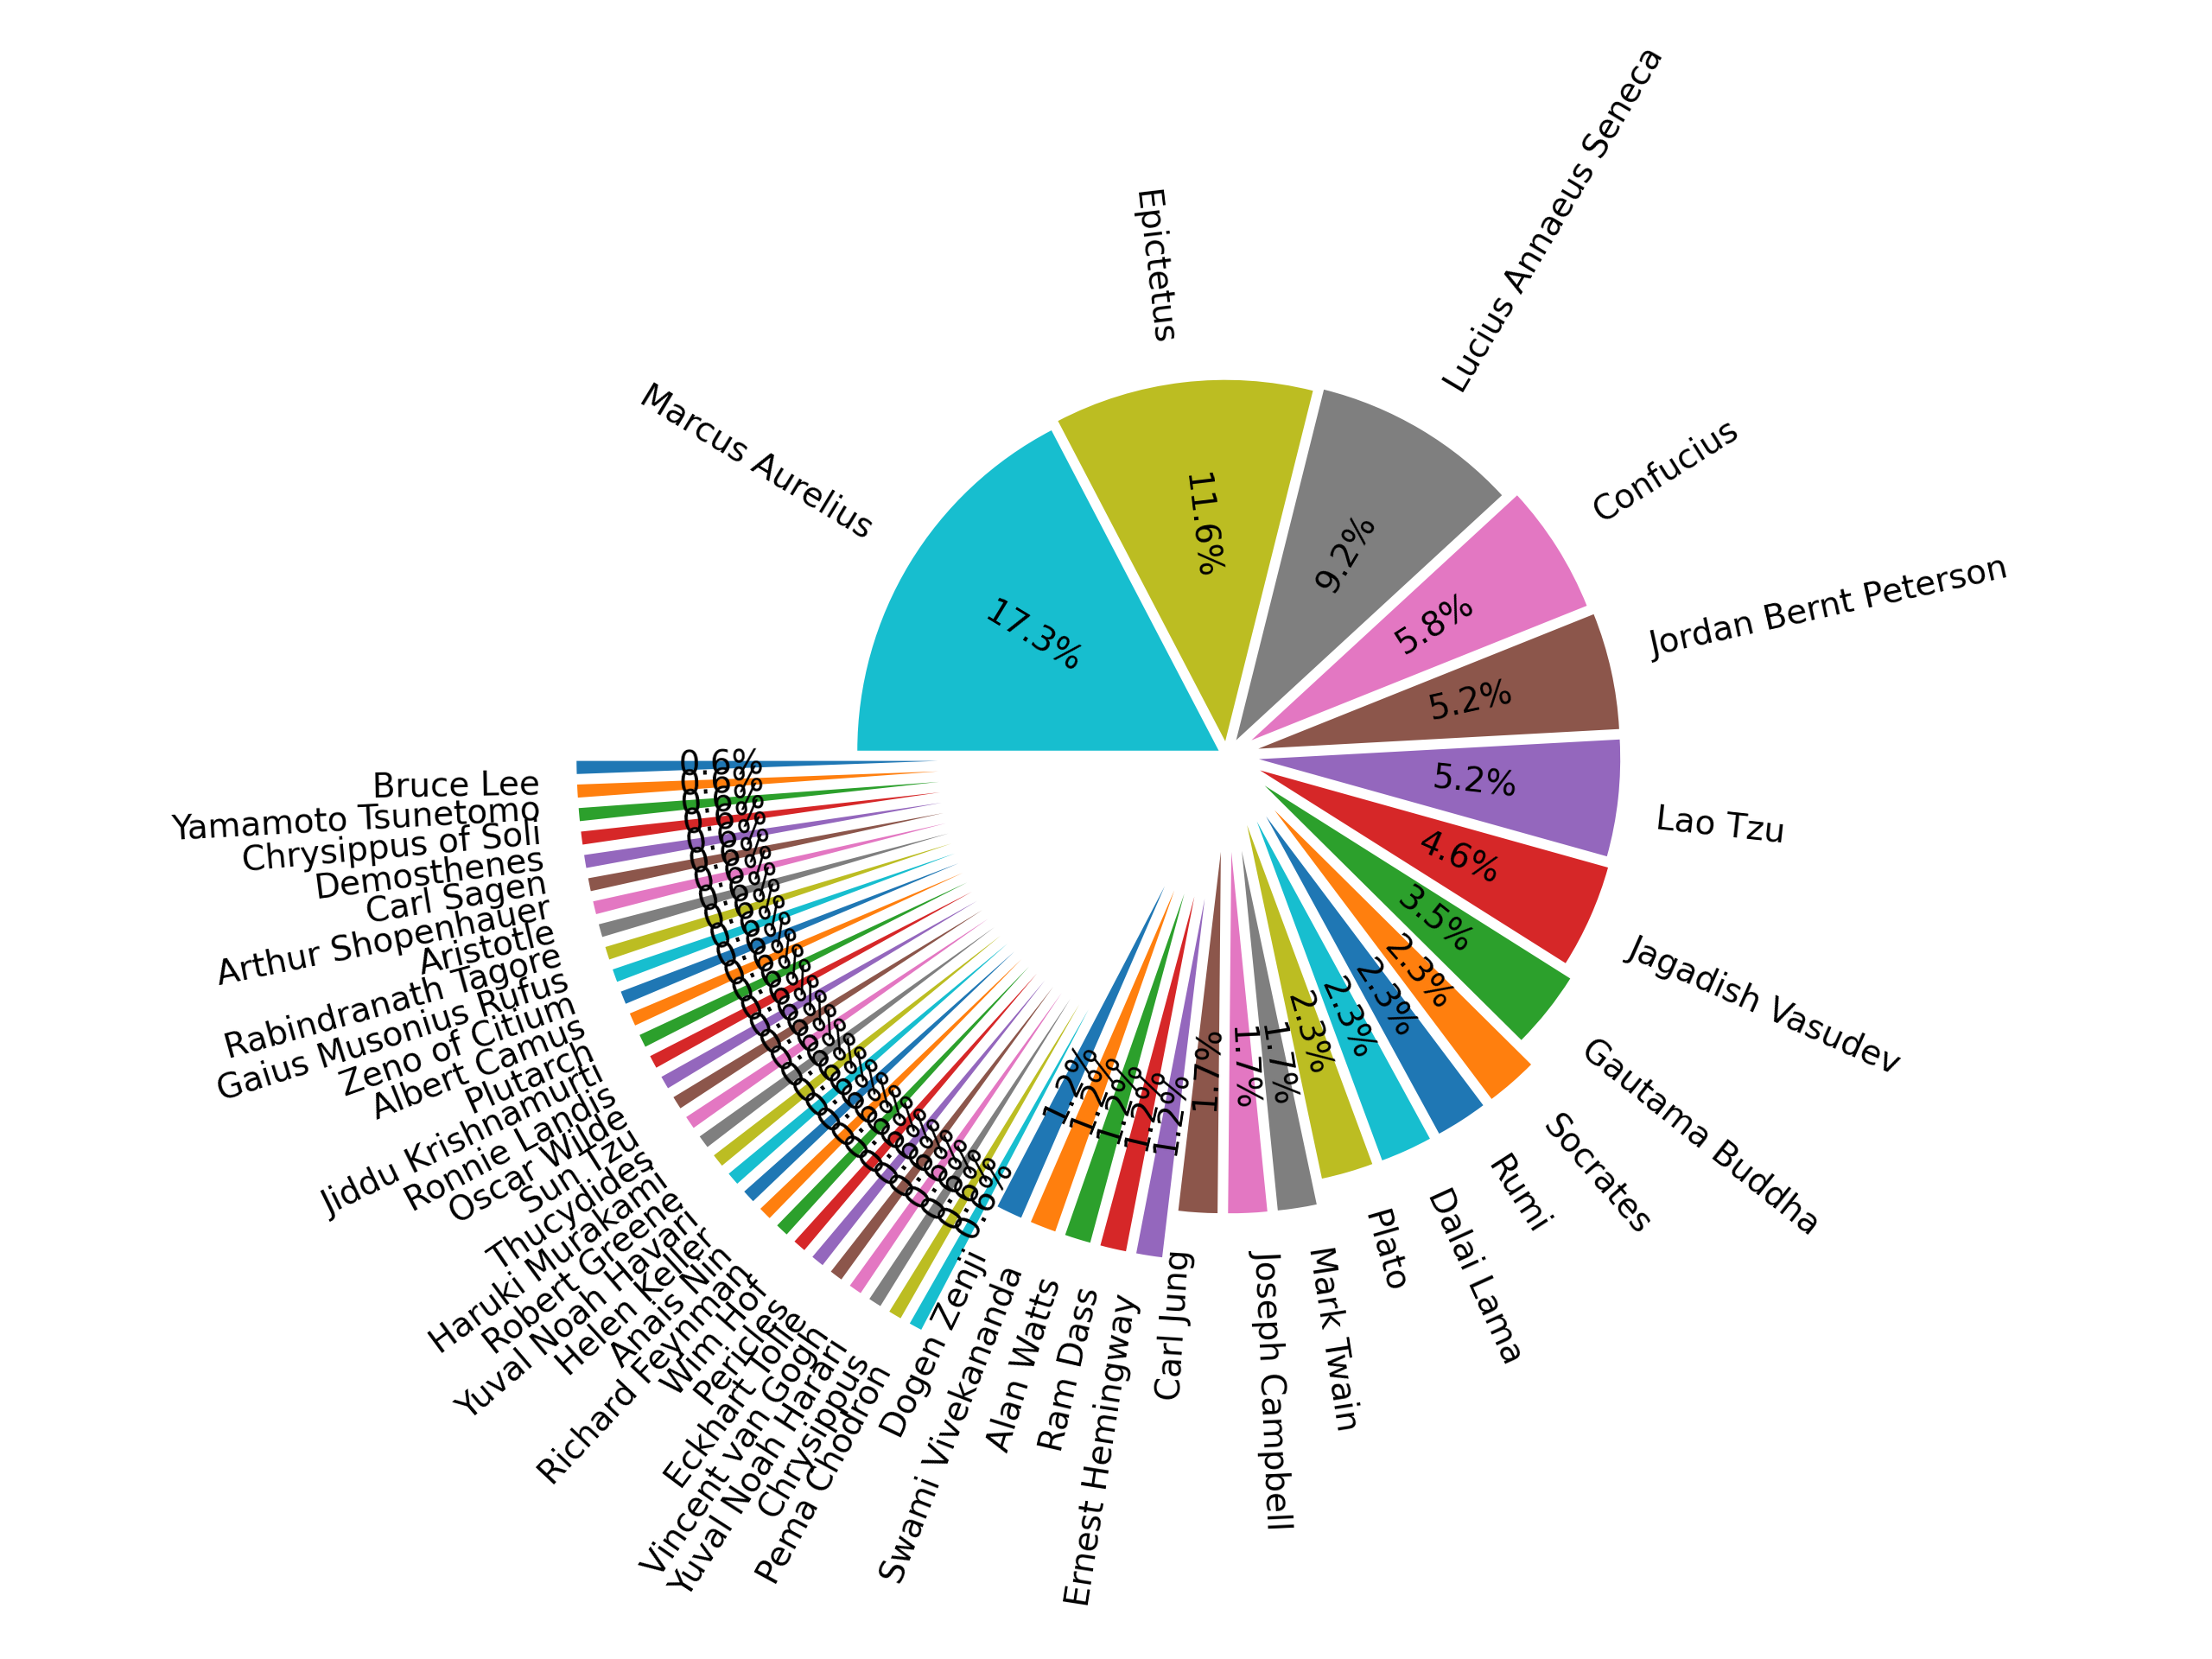 Lucius Annaeus Seneca
9.2%
Epictetus
11.6%
Marcus Aurelius
17.3%
Confucius
5.8%
Jordan Bernt Peterson
5.2%
Lao Tzu
5.2%
Jagadish Vasudev
4.6%
Gautama Buddha
3.5%
Socrates
2.3%
Rumi
2.3%
Dalai Lama
2.3%
Plato
2.3%
Mark Twain
1.7%
Joseph Campbell
1.7%
Carl Jung
1.7%
Ernest Hemingway
1.2%
Ram Dass
1.2%
Alan Watts
1.2%
Swami Vivekananda
1.2%
Dogen Zenji
1.2%
Pema Chodron
0.6%
Chrysippus
Yuval Noah Harari
Vincent van Gogh
Eckhart Tolle
Pericles
Wim Hof
Richard Feynman
Anais Nin
Helen Keller
Yuval Noah Havari
Robert Greene
Haruki Murakami
Thucydides
Sun Tzu
Oscar Wilde
Ronnie Landis
Jiddu Krishnamurti
Plutarch
Albert Camus
Zeno of Citium
Gaius Musonius Rufus
Rabindranath Tagore
Aristotle
Arthur Shopenhauer
Carl Sagen
Demosthenes
Chrysippus of Soli
Yamamoto Tsunetomo
Bruce Lee
0.6%